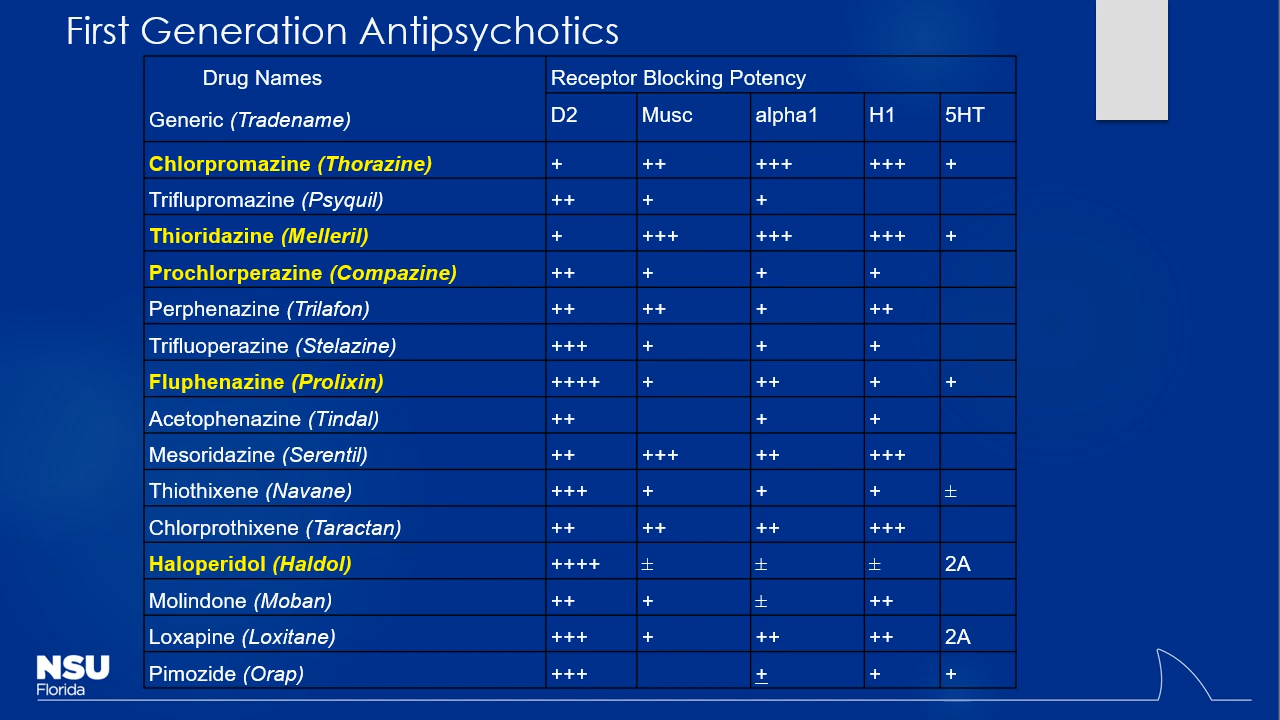 First Generation Antipsychotics
Drug Names Receptor Blocking Potency
Generic (Tradename) D2 Musc alpha1 H1 5HT
Chlorpromazine (Thorazine) + ++ +++ +++ +
Triflupromazine (Psyquil) ++ + +
Thioridazine (Melleril) + +++ +++ +++ +
Prochlorperazine (Compazine) ++ + + +
Perphenazine (Trilafon) ++ ++ + ++
Trifluoperazine (Stelazine) +++ + + +
Fluphenazine (Prolixin) ++++ + ++ + +
Acetophenazine (Tindal) ++ + +
Mesoridazine (Serentil) ++ +++ ++ +++
Thiothixene (Navane) +++ + + + ±
Chlorprothixene (Taractan) ++ ++ ++ +++
Haloperidol (Haldol) ++++ ± ± ± 2A
Molindone (Moban) ++ + ± ++
Loxapine (Loxitane) +++ + ++ ++ 2A
Pimozide (Orap) +++ ± + +
NSU
Florida